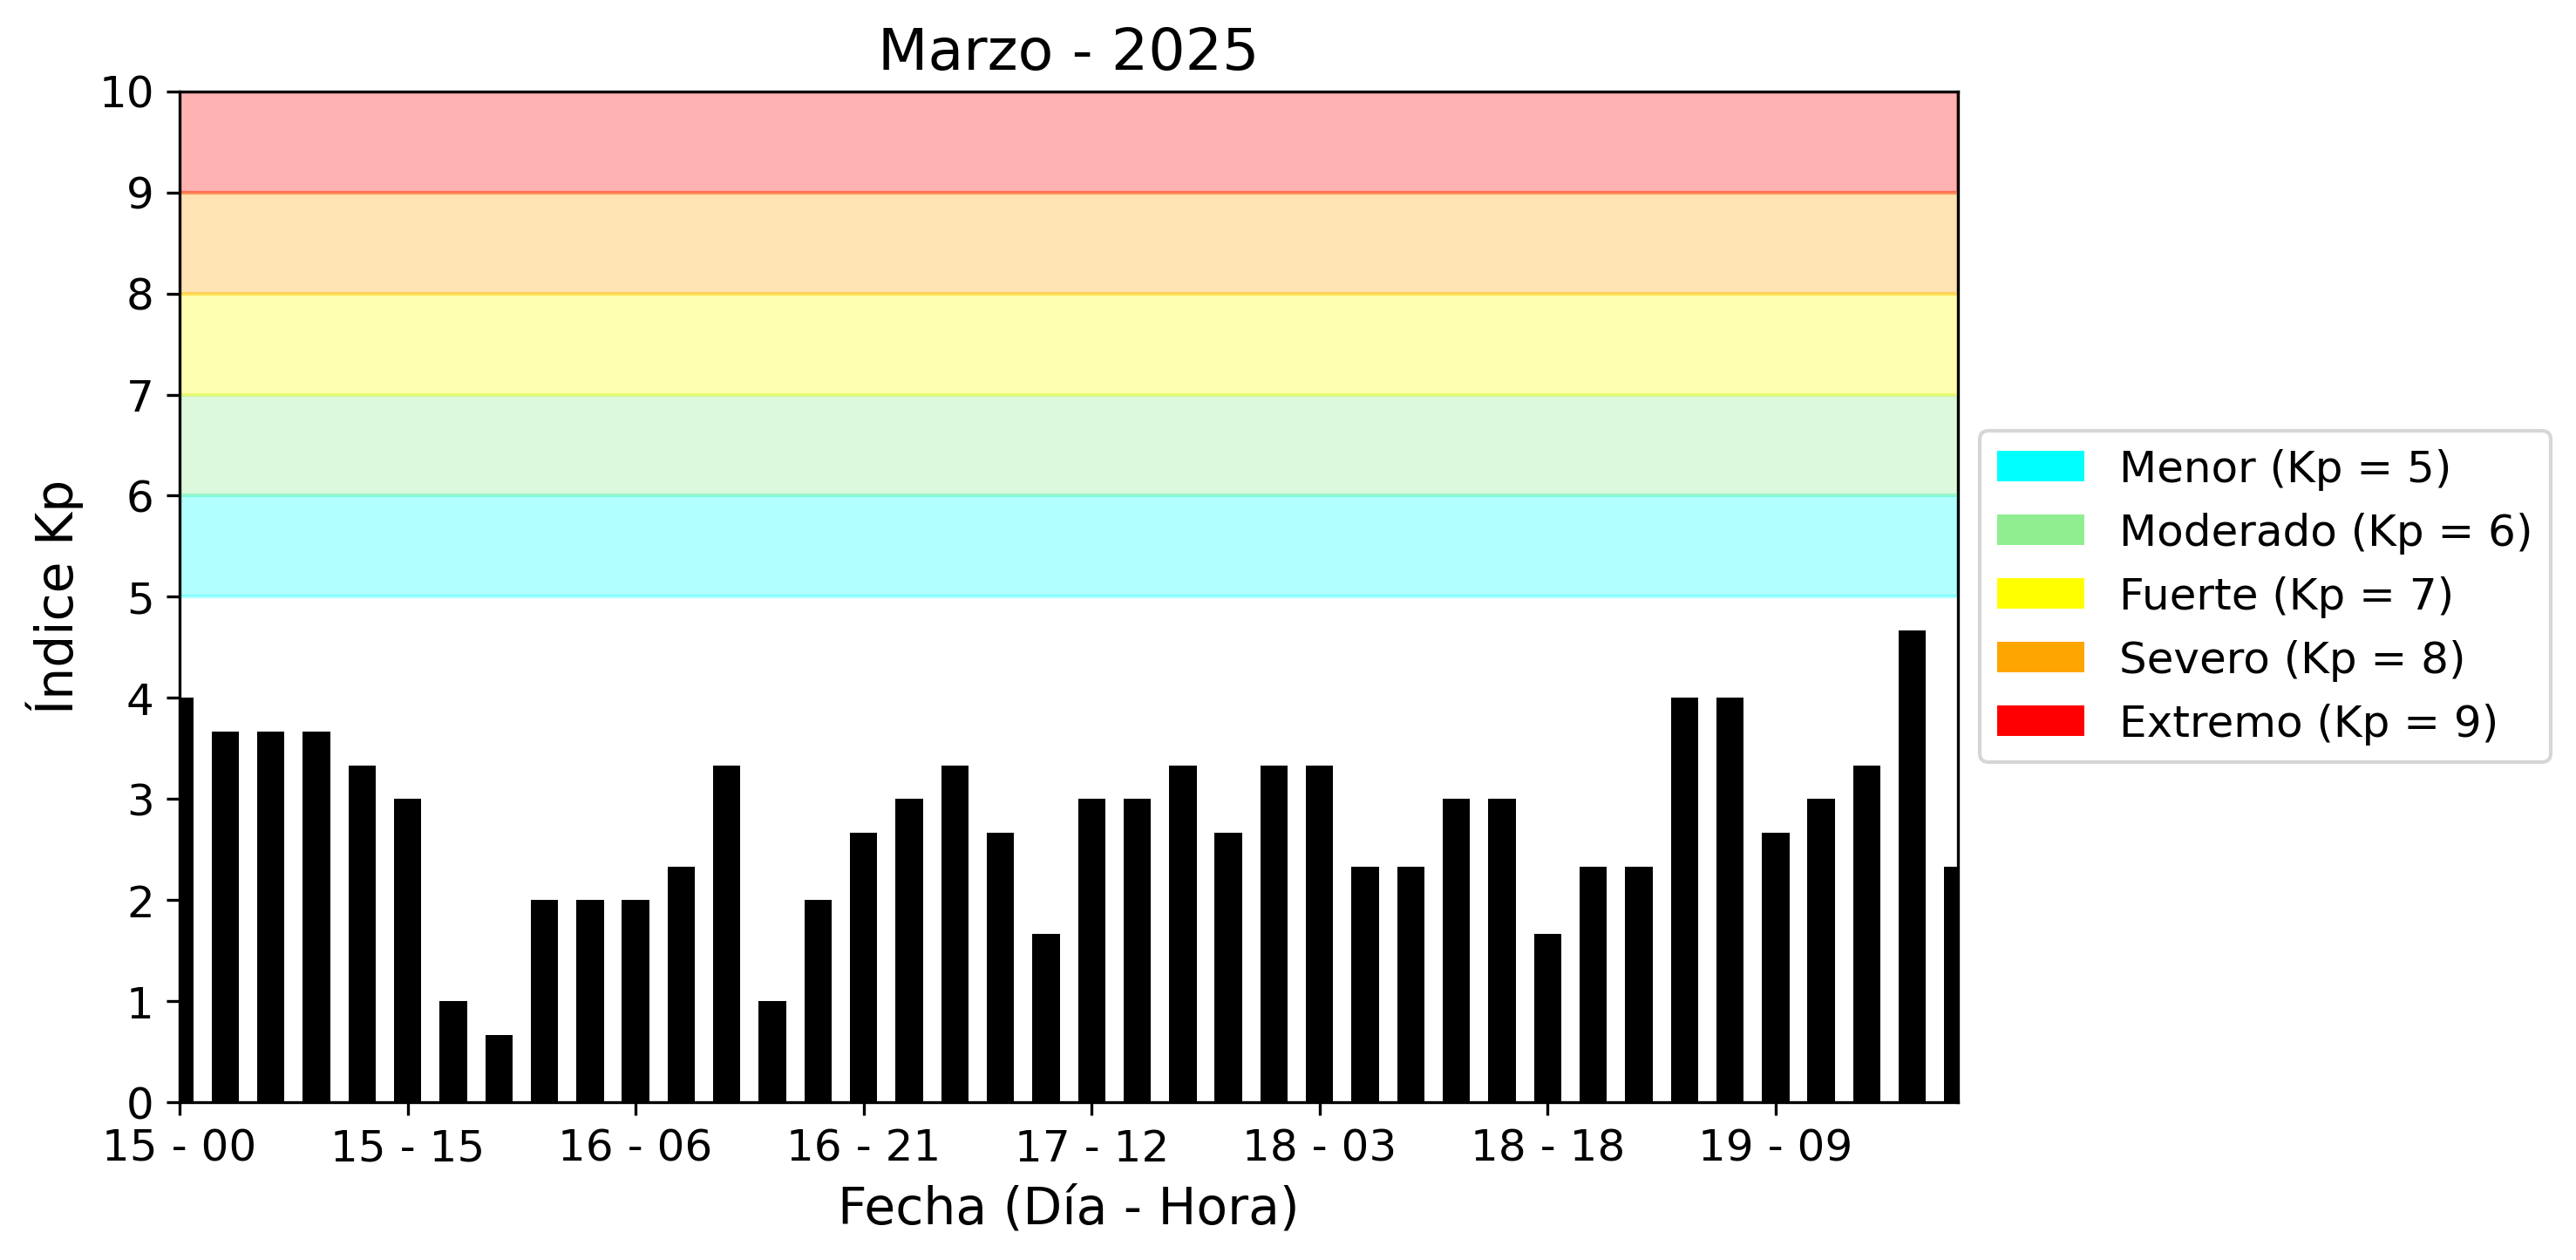 Marzo - 2025
10
9
8
7
6
5
4
3
2
1
0
Índice Kp
15 - 00
15 - 15
16 - 06
16 - 21
17 - 12
18 - 03
18 - 18
19 - 09
Fecha (Día - Hora)
Menor (Kp = 5)
Moderado (Kp = 6)
Fuerte (Kp = 7)
Severo (Kp = 8)
Extremo (Kp = 9)